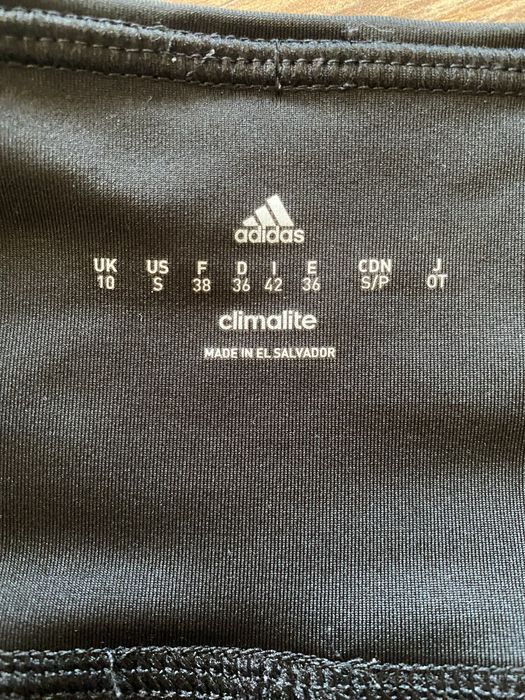 adidas
UK US F D I E CDN J
10 S 38 36 42 36 S/P OT
climalite
MADE IN EL SALVADOR